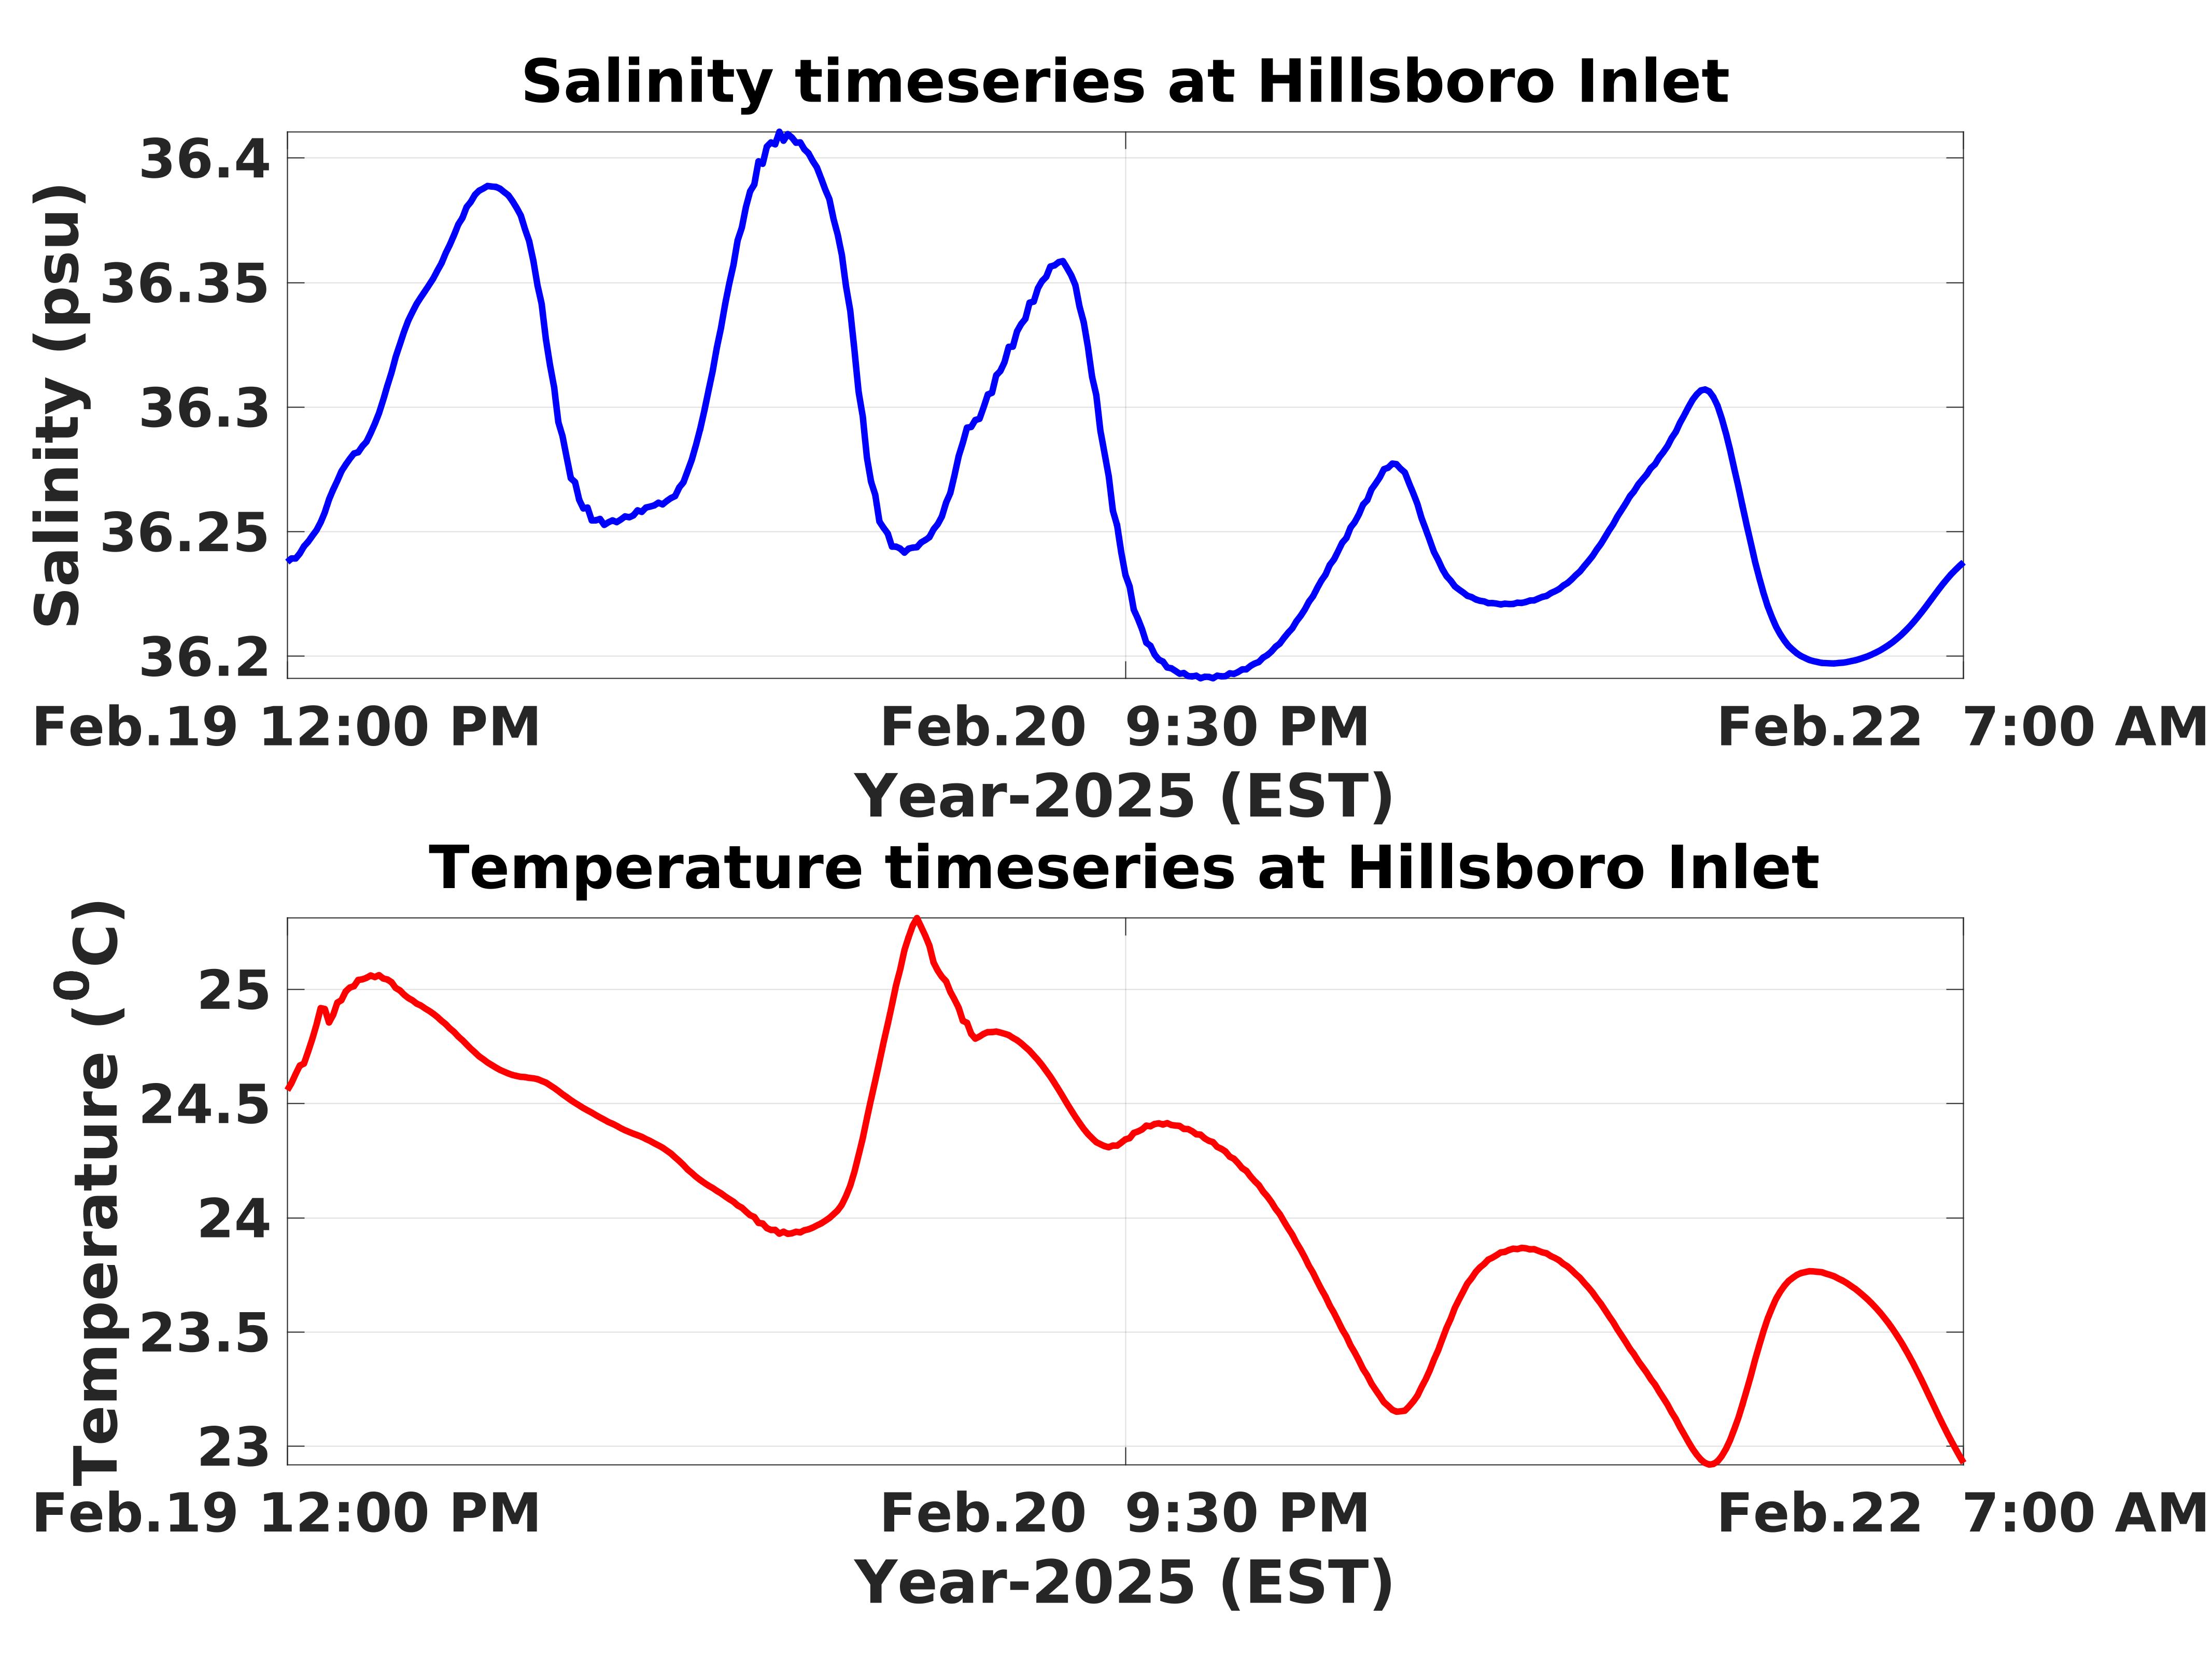 Salinity timeseries at Hillsboro Inlet
Salinity (psu)
36.4
36.35
36.3
36.25
36.2
Feb.19 12:00 PM Feb.20  9:30 PM Feb.22  7:00 AM
Year-2025 (EST)
Temperature timeseries at Hillsboro Inlet
Temperature (⁰C)
25
24.5
24
23.5
23
Feb.19 12:00 PM Feb.20  9:30 PM Feb.22  7:00 AM
Year-2025 (EST)